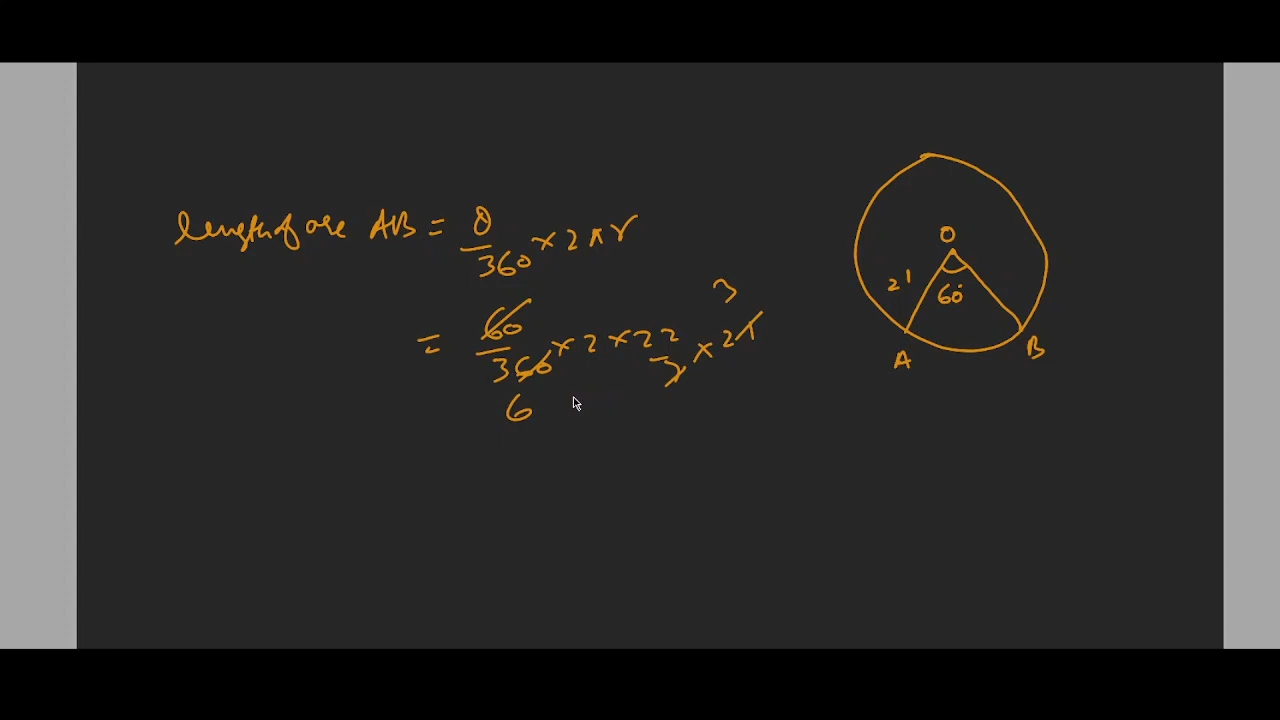 length of arc AB = θ/360 × 2πr
3
= 60/360 × 2 × 22/7 × 21
6
O
21
60°
A
B